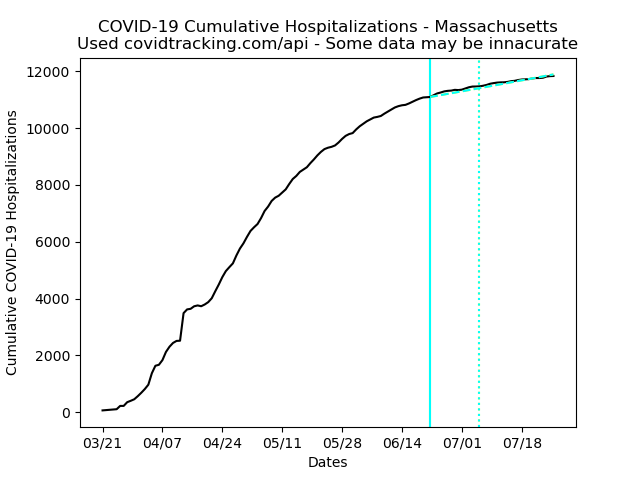 COVID-19 Cumulative Hospitalizations - Massachusetts
Used covidtracking.com/api - Some data may be innacurate
Cumulative COVID-19 Hospitalizations
12000
10000
8000
6000
4000
2000
0
03/21 04/07 04/24 05/11 05/28 06/14 07/01 07/18
Dates